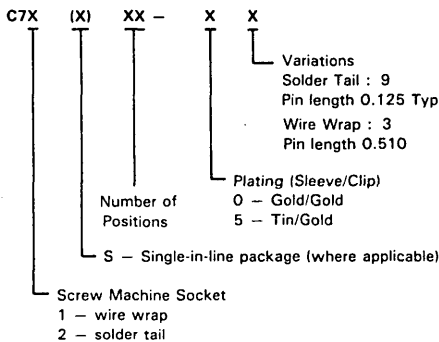 C7X (X) XX – X X
Variations
Solder Tail : 9
Pin length 0.125 Typ
Wire Wrap : 3
Pin length 0.510
Plating (Sleeve/Clip)
0 – Gold/Gold
5 – Tin/Gold
Number of
Positions
S – Single-in-line package (where applicable)
Screw Machine Socket
1 – wire wrap
2 – solder tail